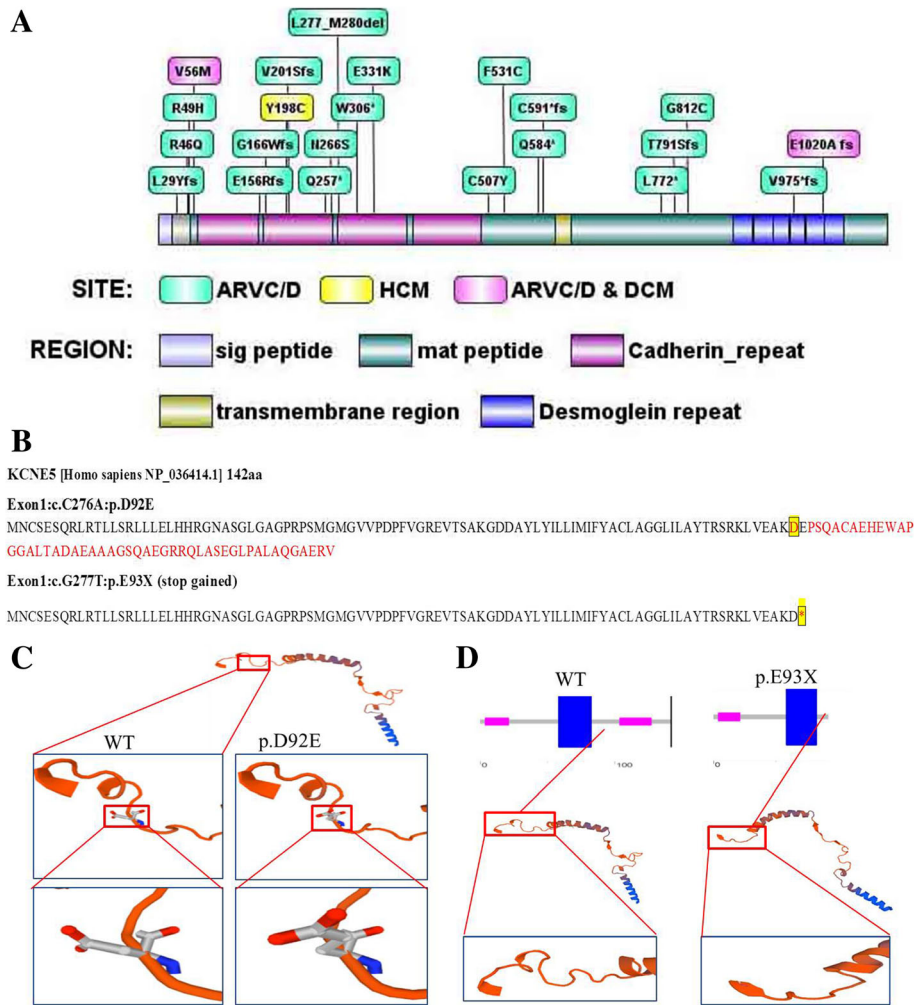 A
L277_M280del
V56M V201Sfs E331K F531C
R49H Y198C W306* C591*fs G812C
R46Q G166Wfs N266S Q584* T791Sfs E1020A fs
L29Yfs E156Rfs Q257* C507Y L772* V975*fs
SITE: ARVC/D HCM ARVC/D & DCM
REGION: sig peptide mat peptide Cadherin_repeat
transmembrane region Desmoglein repeat
B
KCNE5 [Homo sapiens NP_036414.1] 142aa
Exon1:c.C276A:p.D92E
MNCSESQRLRTLLSRLLLELHHRGNASGLGAGPRPSMGMGVVPDPFVGREVTSAKGDDAYLYILLIMIFYACLAGGLILAYTRSRKLVEAKDEPSQACAEHEWAP
GGALTADAEAAAGSQAEGRRQLASEGLPALAQGAERV
Exon1:c.G277T:p.E93X (stop gained)
MNCSESQRLRTLLSRLLLELHHRGNASGLGAGPRPSMGMGVVPDPFVGREVTSAKGDDAYLYILLIMIFYACLAGGLILAYTRSRKLVEAKD*
C
WT p.D92E
D
WT p.E93X
0 100 0